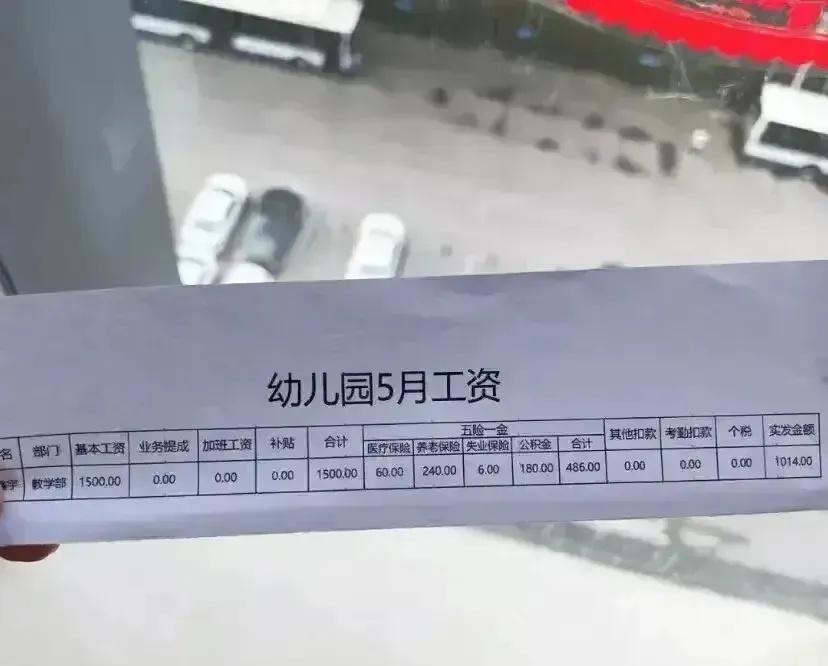 幼儿园5月工资
名 部门 基本工资 业务提成 加班工资 补贴 合计 五险一金 其他扣款 考勤扣款 个税 实发金额
医疗保险 养老保险 失业保险 公积金 合计
宇 教学部 1500.00 0.00 0.00 0.00 1500.00 60.00 240.00 6.00 180.00 486.00 0.00 0.00 0.00 1014.00